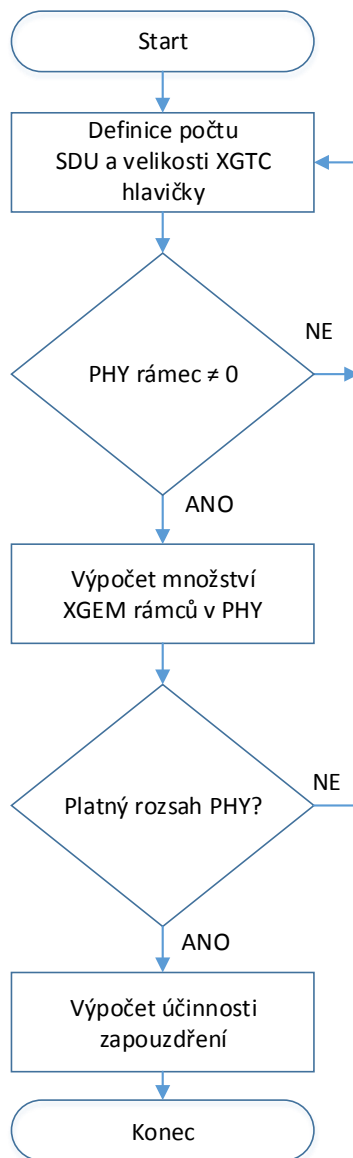 Start
Definice počtu
SDU a velikosti XGTC
hlavičky
PHY rámec ≠ 0
NE
ANO
Výpočet množství
XGEM rámců v PHY
Platný rozsah PHY?
NE
ANO
Výpočet účinnosti
zapouzdření
Konec